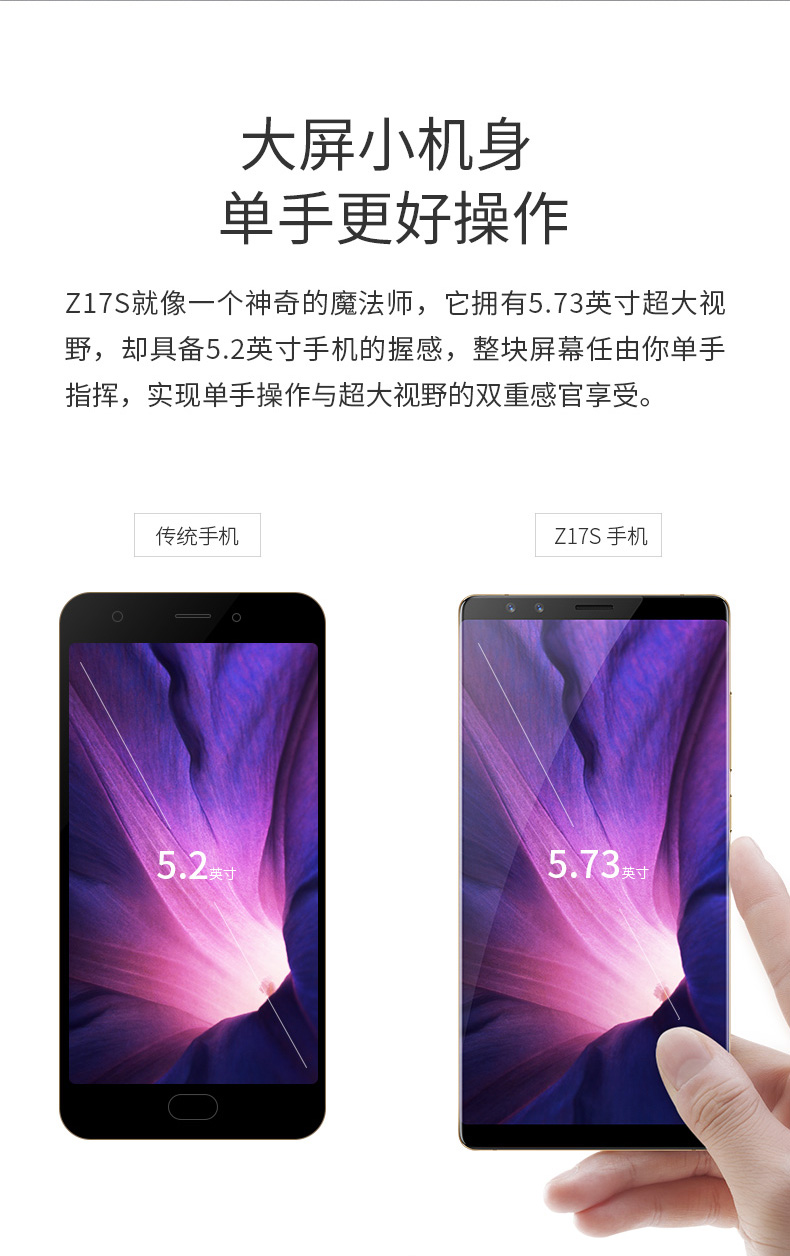 大屏小机身
单手更好操作
Z17S就像一个神奇的魔法师，它拥有5.73英寸超大视
野，却具备5.2英寸手机的握感，整块屏幕任由你单手
指挥，实现单手操作与超大视野的双重感官享受。
传统手机
Z17S 手机
5.2英寸
5.73英寸